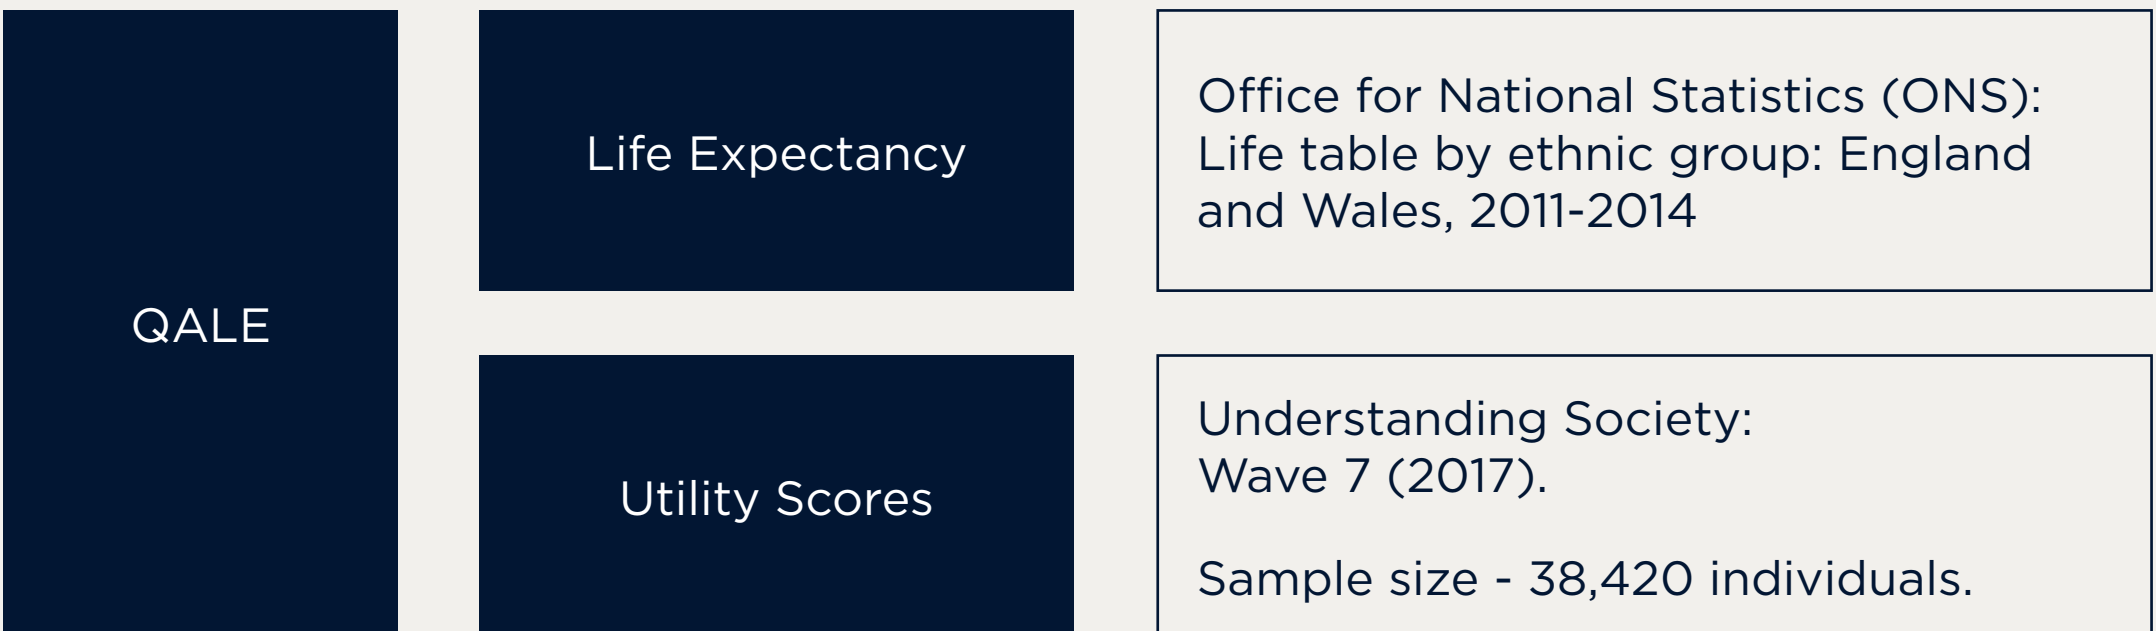 QALE
Life Expectancy
Office for National Statistics (ONS):
Life table by ethnic group: England
and Wales, 2011-2014
Utility Scores
Understanding Society:
Wave 7 (2017).
Sample size - 38,420 individuals.